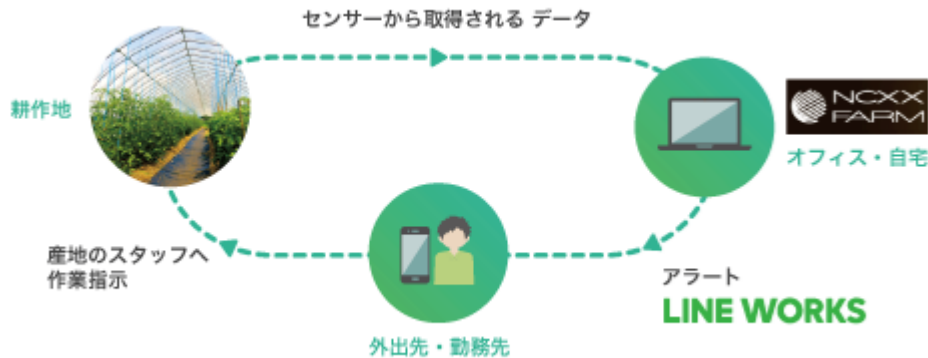 センサーから取得される データ
耕作地
NCXX
FARM
オフィス・自宅
産地のスタッフへ
作業指示
アラート
LINE WORKS
外出先・勤務先